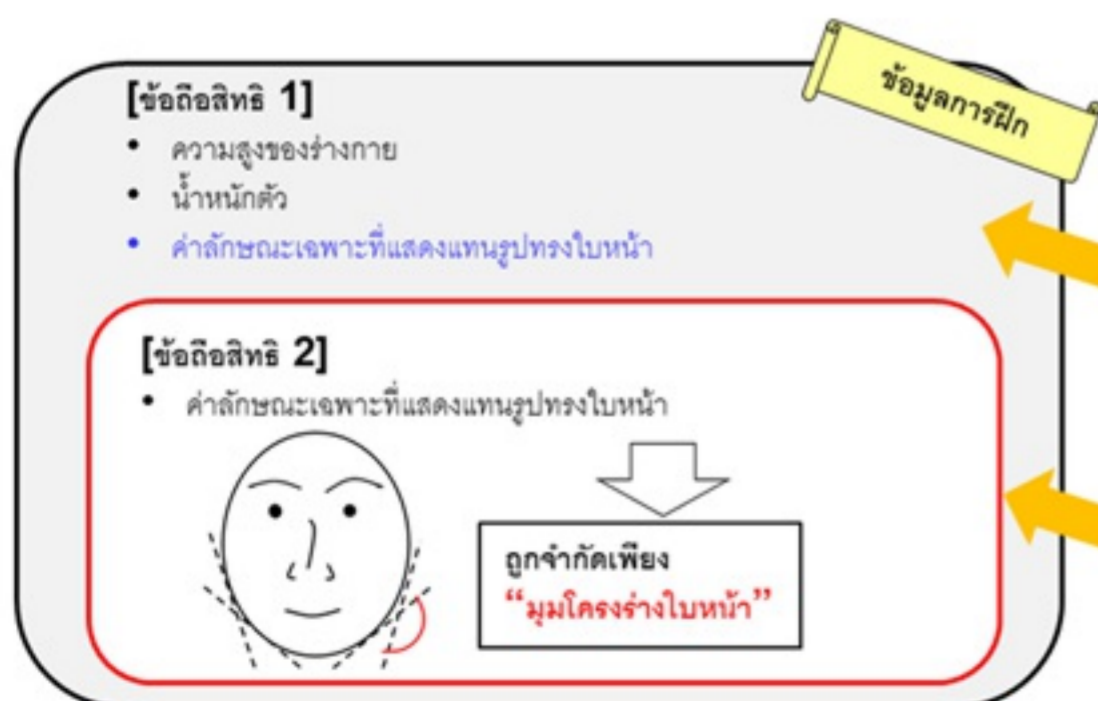 ข้อมูลการฝึก
[ข้อถือสิทธิ 1]
• ความสูงของร่างกาย
• น้ำหนักตัว
• ค่าลักษณะเฉพาะที่แสดงแทนรูปทรงใบหน้า
[ข้อถือสิทธิ 2]
• ค่าลักษณะเฉพาะที่แสดงแทนรูปทรงใบหน้า
ถูกจำกัดเพียง
“มุมโครงร่างใบหน้า”